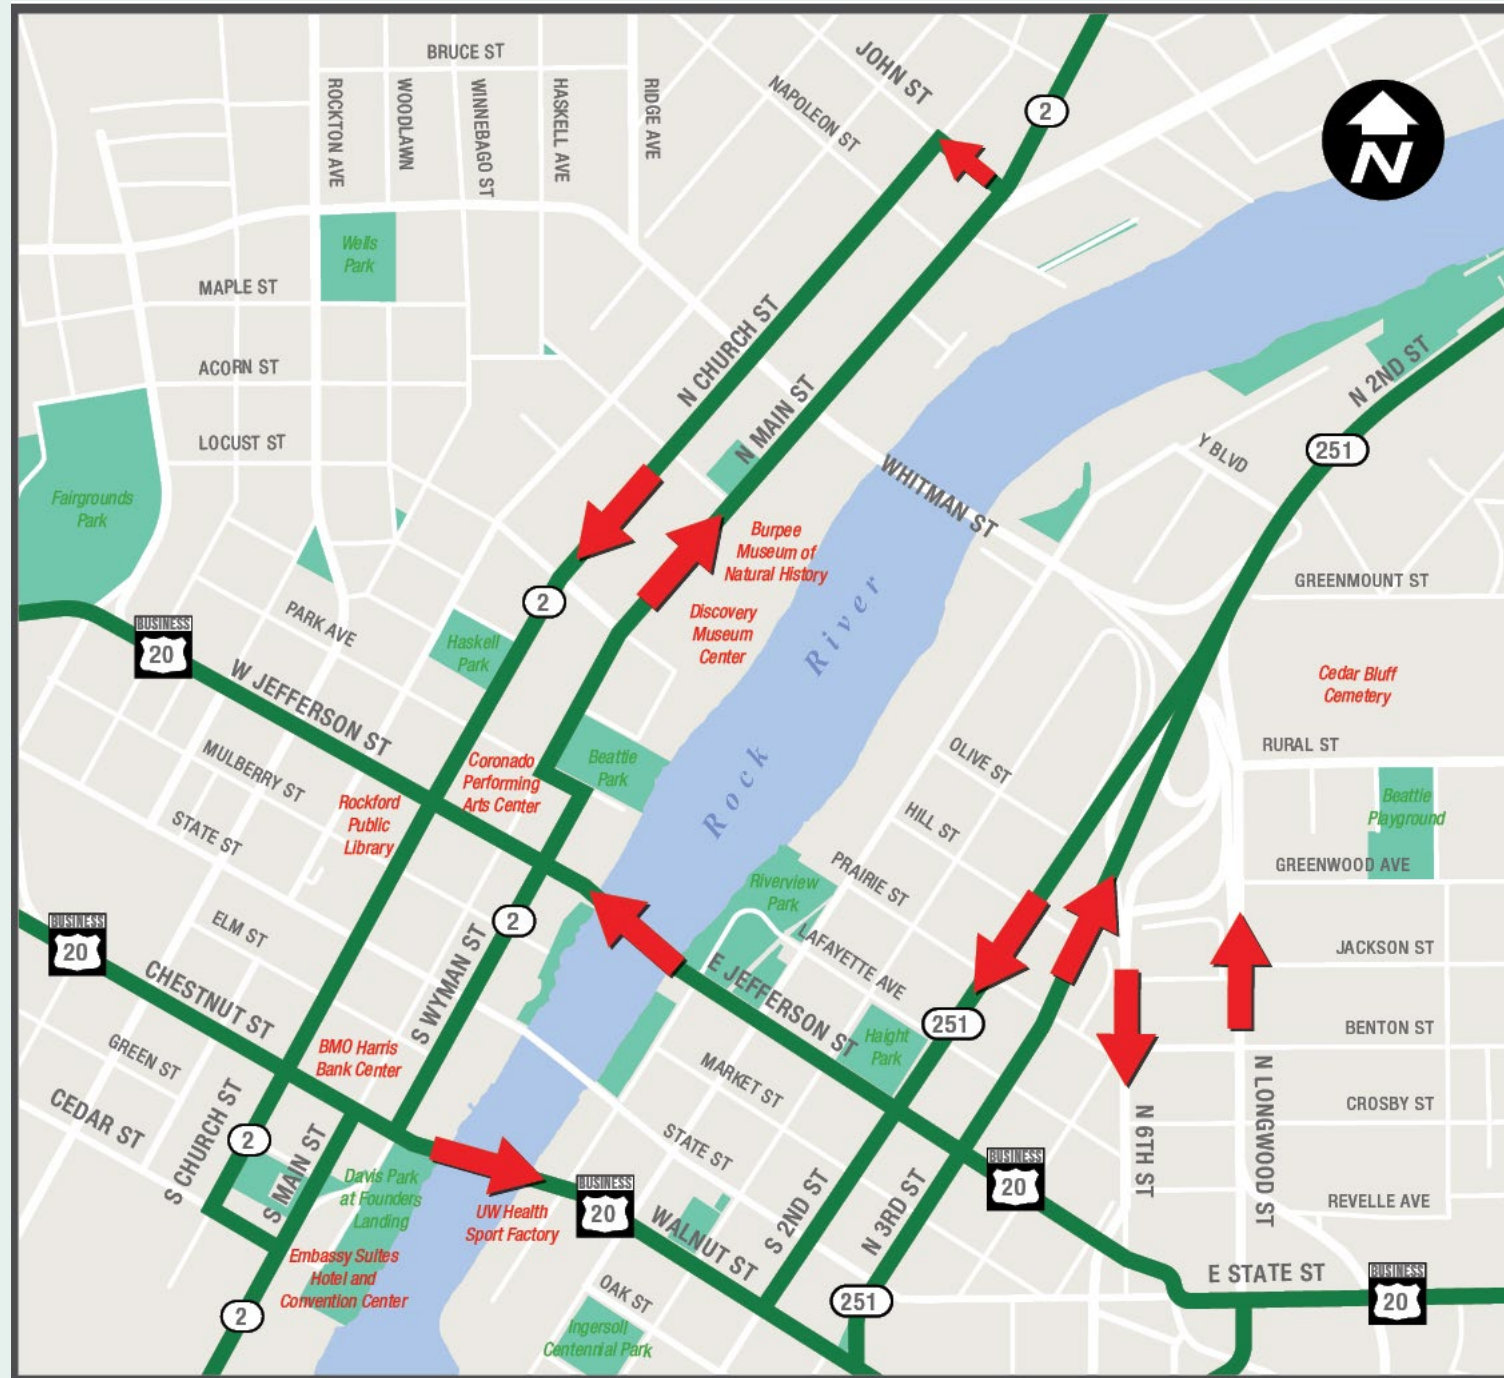 BRUCE ST
JOHN ST
NAPOLEON ST
2
N
ROCKTON AVE
WOODLAWN
WINNEBAGO ST
HASKELL AVE
RIDGE AVE
Wells
Park
MAPLE ST
ACORN ST
LOCUST ST
N CHURCH ST
N MAIN ST
N 2ND ST
251
Y BLVD
WHITMAN ST
Fairgrounds
Park
Burpee
Museum of
Natural History
Discovery
Museum
Center
2
GREENMOUNT ST
BUSINESS
20
PARK AVE
Haskell
Park
W JEFFERSON ST
Rock River
Cedar Bluff
Cemetery
RURAL ST
MULBERRY ST
STATE ST
Coronado
Performing
Arts Center
Beattie
Park
Rockford
Public
Library
OLIVE ST
HILL ST
PRAIRIE ST
Beattie
Playground
GREENWOOD AVE
Riverview
Park
LAFAYETTE AVE
BUSINESS
20
ELM ST
2
S WYMAN ST
CHESTNUT ST
E JEFFERSON ST
JACKSON ST
BENTON ST
251
Haight
Park
GREEN ST
CEDAR ST
BMO Harris
Bank Center
MARKET ST
CROSBY ST
S CHURCH ST
2
S MAIN ST
STATE ST
N 6TH ST
N LONGWOOD ST
Davis Park
at Founders
Landing
UW Health
Sport Factory
BUSINESS
20
BUSINESS
20
REVELLE AVE
WALNUT ST
S 2ND ST
N 3RD ST
Embassy Suites
Hotel and
Convention Center
2
OAK ST
251
E STATE ST
BUSINESS
20
Ingersoll
Centennial Park